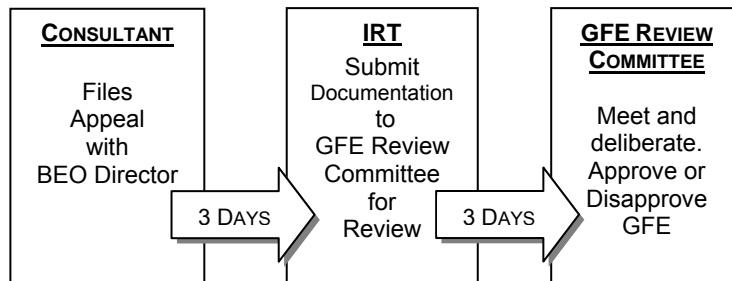 CONSULTANT
Files
Appeal
with
BEO Director
3 DAYS
IRT
Submit
Documentation
to
GFE Review
Committee
for
Review
3 DAYS
GFE REVIEW
COMMITTEE
Meet and
deliberate.
Approve or
Disapprove
GFE